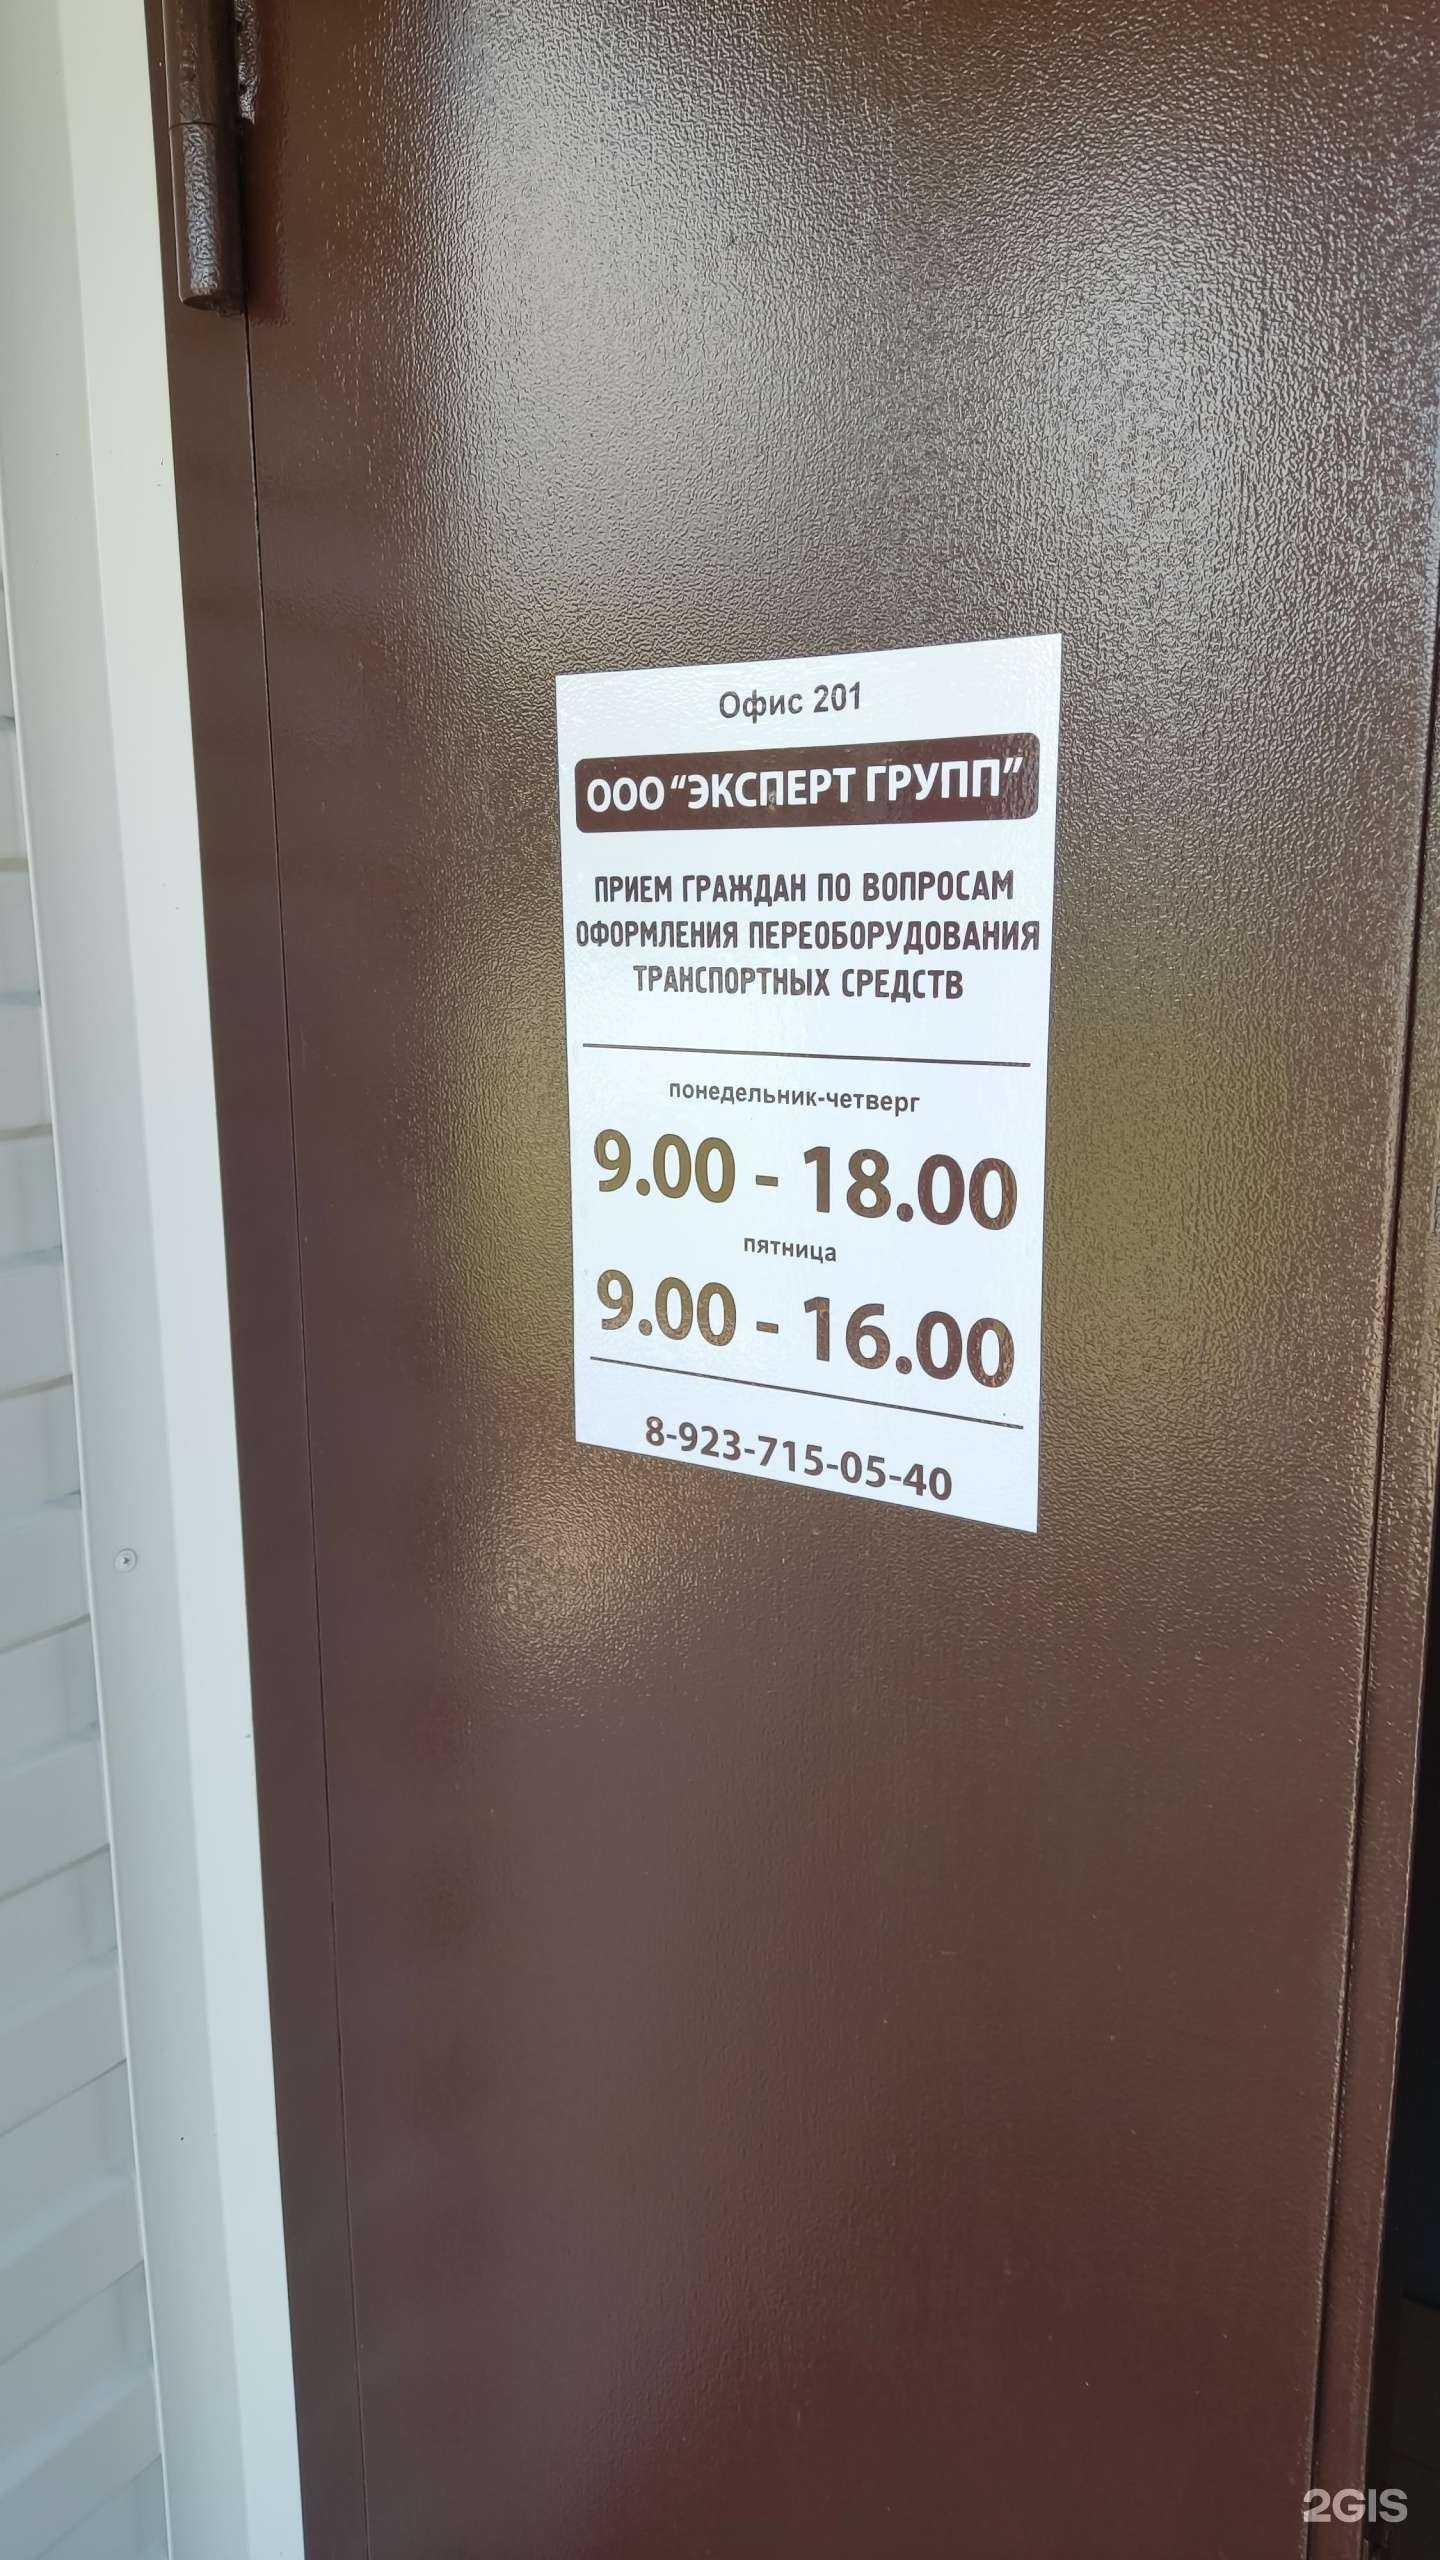 Офис 201
ООО "ЭКСПЕРТ ГРУПП"
ПРИЕМ ГРАЖДАН ПО ВОПРОСАМ
ОФОРМЛЕНИЯ ПЕРЕОБОРУДОВАНИЯ
ТРАНСПОРТНЫХ СРЕДСТВ
понедельник-четверг
9.00 - 18.00
пятница
9.00 - 16.00
8-923-715-05-40
2GIS